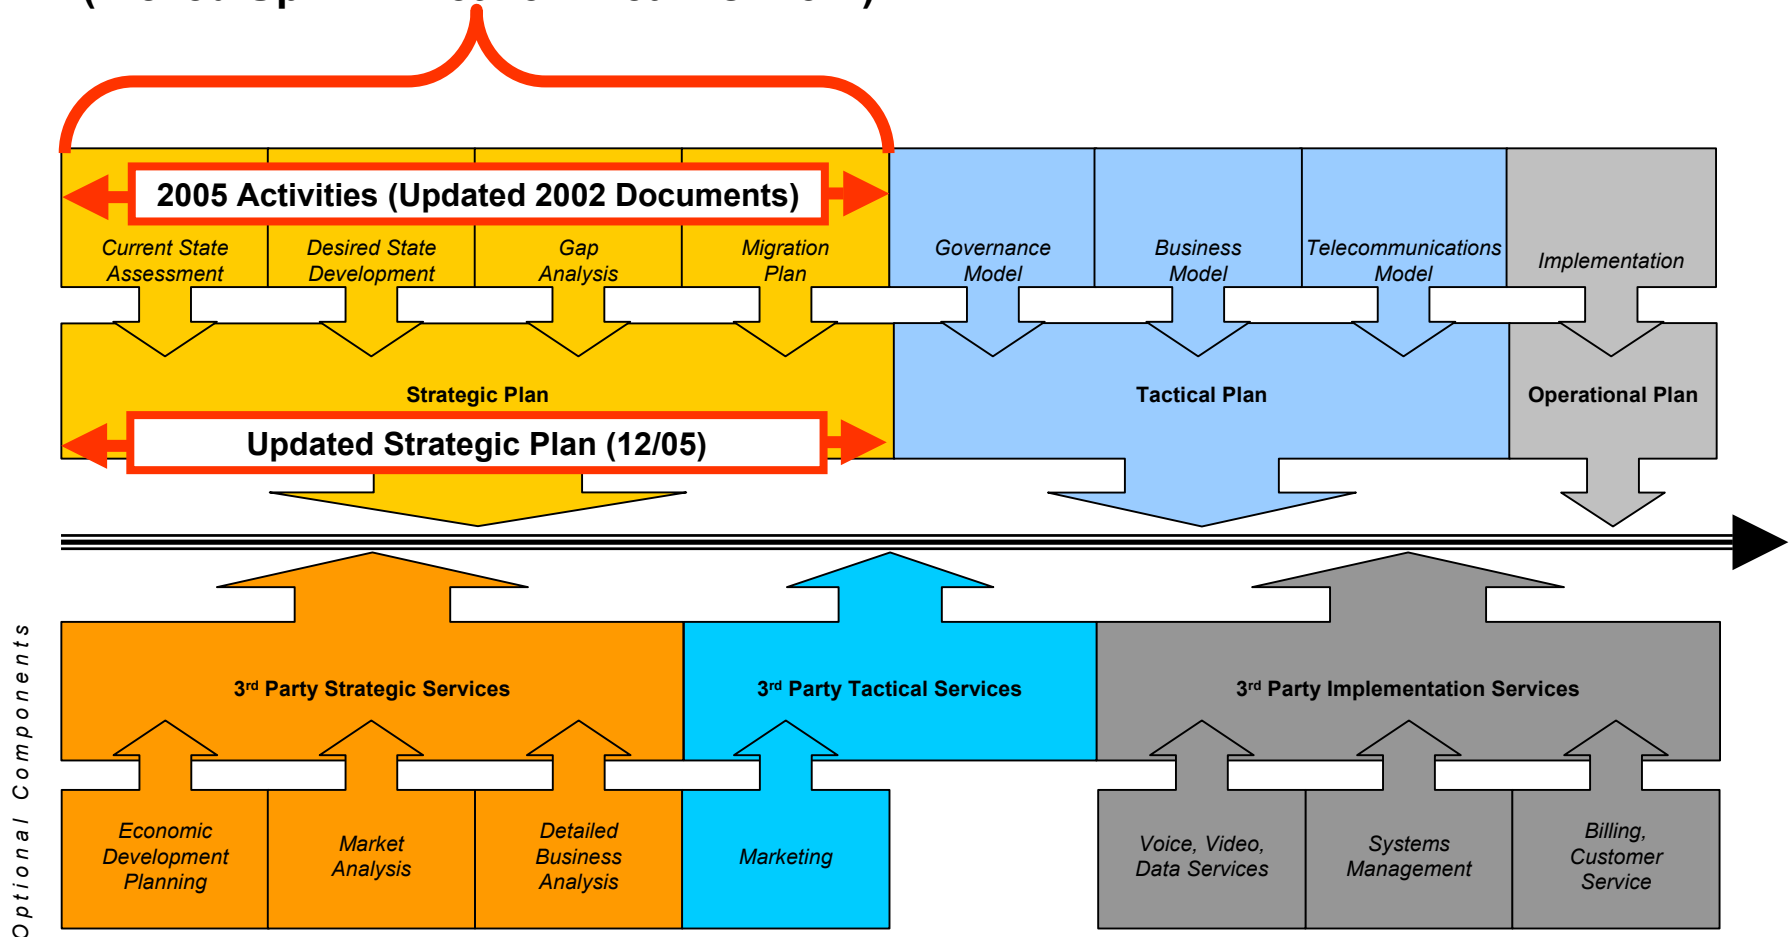 2005 Activities (Updated 2002 Documents)
Current State
Assessment
Desired State
Development
Gap
Analysis
Migration
Plan
Governance
Model
Business
Model
Telecommunications
Model
Implementation
Strategic Plan
Tactical Plan
Operational Plan
Updated Strategic Plan (12/05)
3rd Party Strategic Services
3rd Party Tactical Services
3rd Party Implementation Services
Optional Components
Economic
Development
Planning
Market
Analysis
Detailed
Business
Analysis
Marketing
Voice, Video,
Data Services
Systems
Management
Billing,
Customer
Service